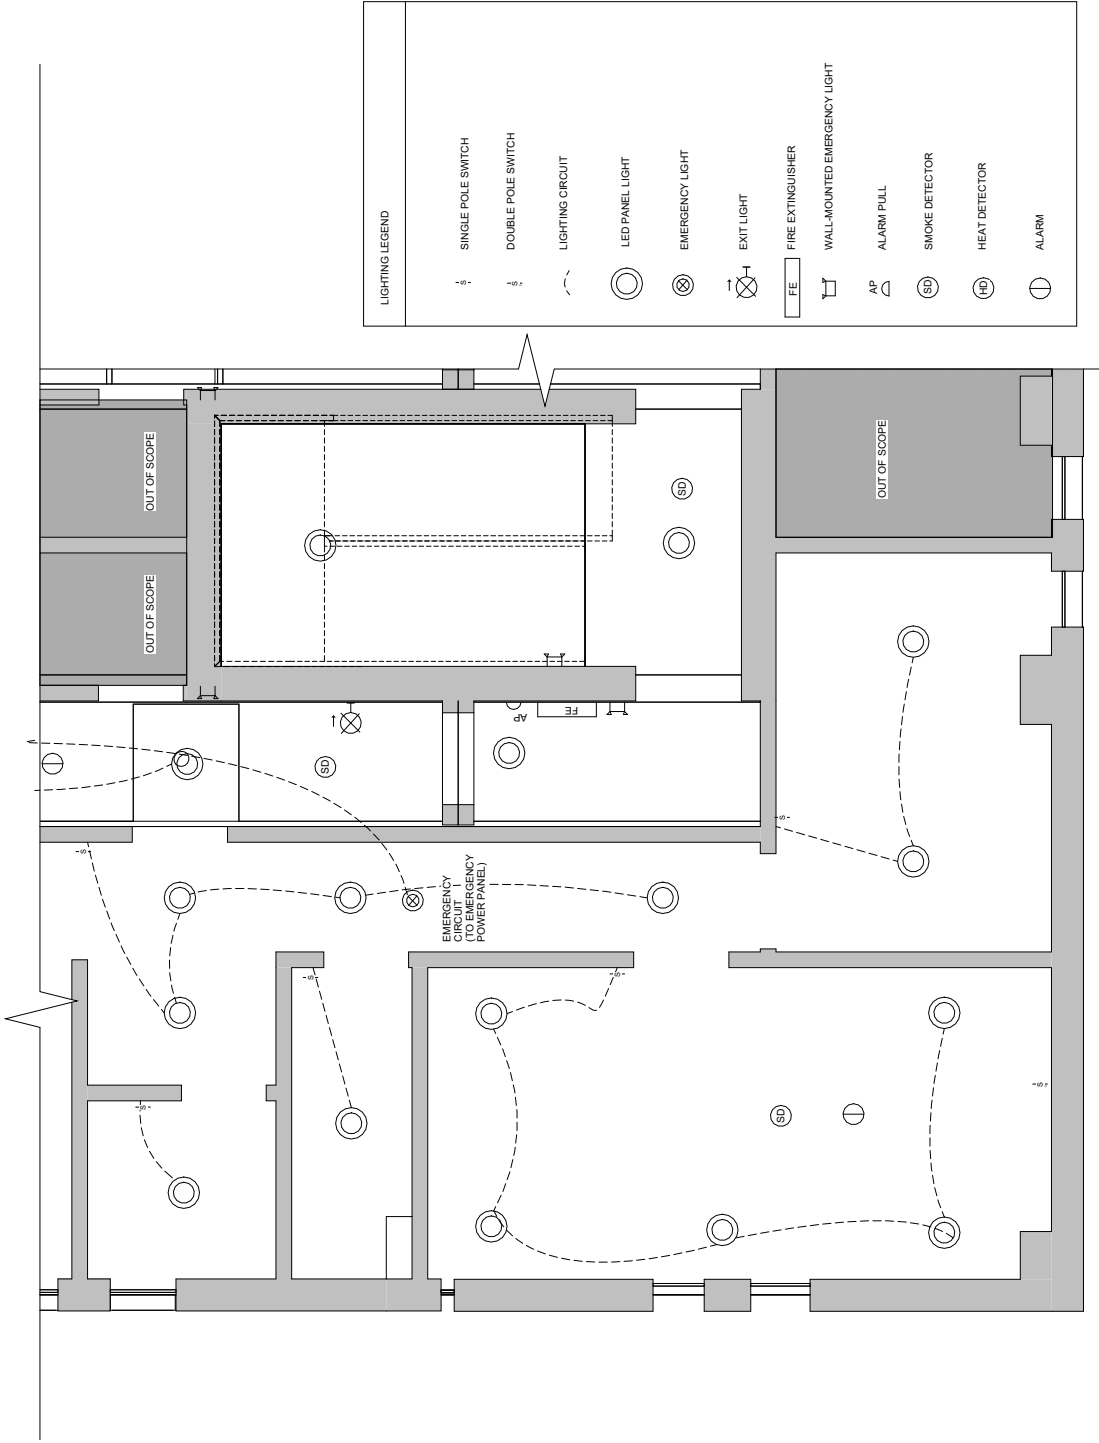 LIGHTING LEGEND
S
SINGLE POLE SWITCH
S
DOUBLE POLE SWITCH
LIGHTING CIRCUIT
LED PANEL LIGHT
EMERGENCY LIGHT
EXIT LIGHT
FE
FIRE EXTINGUISHER
WALL-MOUNTED EMERGENCY LIGHT
AP
ALARM PULL
SD
SMOKE DETECTOR
HD
HEAT DETECTOR
ALARM
OUT OF SCOPE
OUT OF SCOPE
OUT OF SCOPE
SD
AP
FE
SD
S
S
EMERGENCY
CIRCUIT
(TO EMERGENCY
POWER PANEL)
S
S
S
SD
S